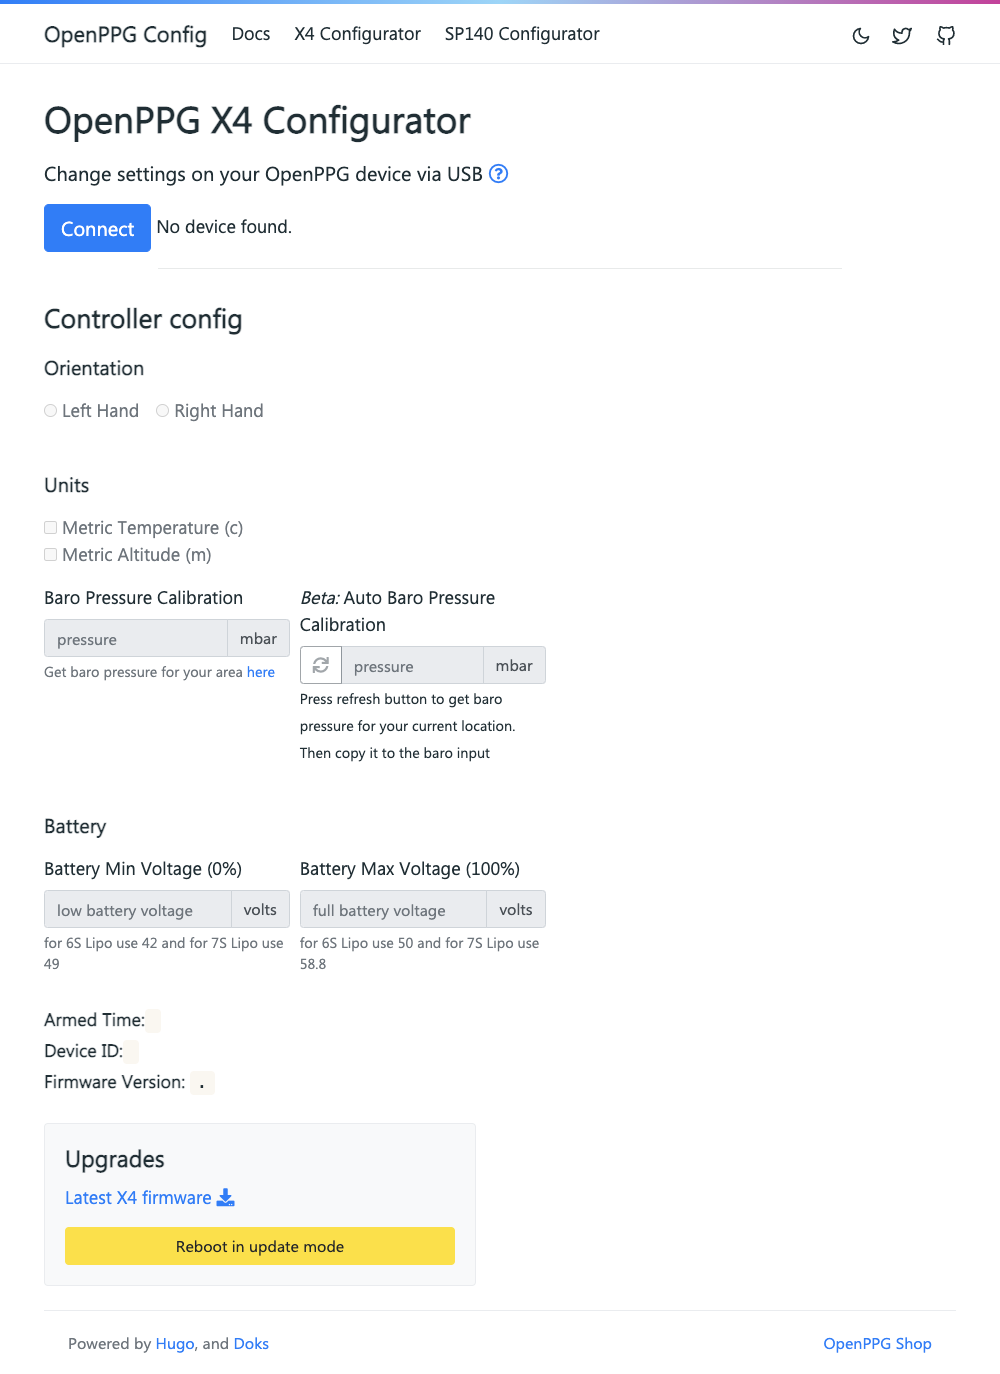 OpenPPG Config Docs X4 Configurator SP140 Configurator
OpenPPG X4 Configurator
Change settings on your OpenPPG device via USB
Connect No device found.
Controller config
Orientation
Left Hand Right Hand
Units
Metric Temperature (c)
Metric Altitude (m)
Baro Pressure Calibration
pressure mbar
Get baro pressure for your area here
Beta: Auto Baro Pressure
Calibration
pressure mbar
Press refresh button to get baro
pressure for your current location.
Then copy it to the baro input
Battery
Battery Min Voltage (0%)
low battery voltage volts
for 6S Lipo use 42 and for 7S Lipo use
49
Battery Max Voltage (100%)
full battery voltage volts
for 6S Lipo use 50 and for 7S Lipo use
58.8
Armed Time:
Device ID:
Firmware Version: .
Upgrades
Latest X4 firmware
Reboot in update mode
Powered by Hugo, and Doks
OpenPPG Shop